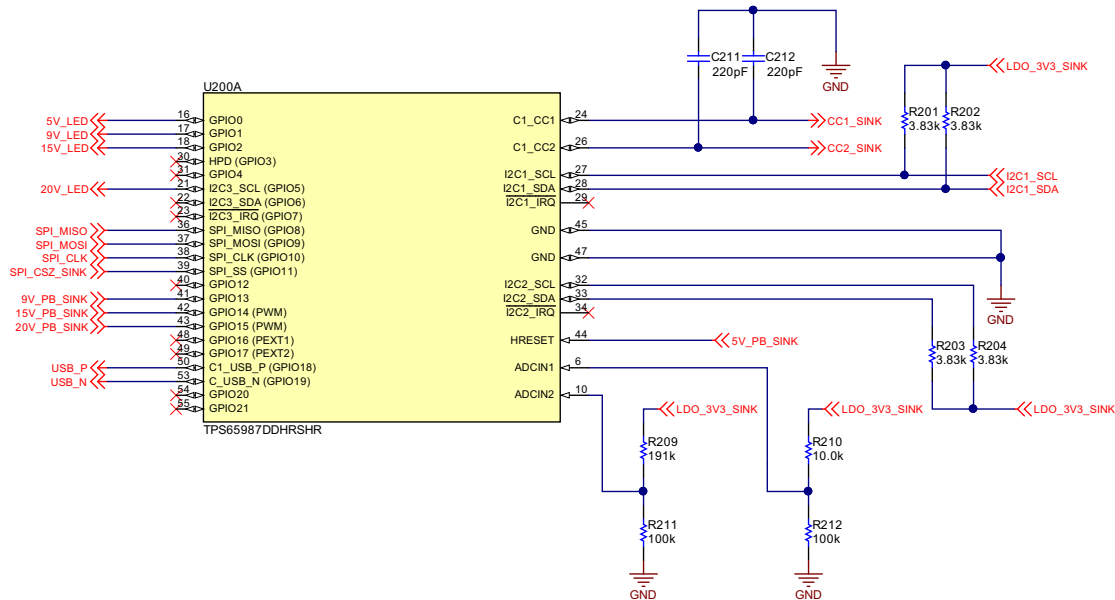 U200A
5V_LED 16 GPIO0
9V_LED 17 GPIO1
15V_LED 18 GPIO2
30 HPD (GPIO3)
31 GPIO4
20V_LED 21 I2C3_SCL (GPIO5)
22 I2C3_SDA (GPIO6)
23 I2C3_IRQ (GPIO7)
SPI_MISO 36 SPI_MISO (GPIO8)
SPI_MOSI 37 SPI_MOSI (GPIO9)
SPI_CLK 38 SPI_CLK (GPIO10)
SPI_CSZ_SINK 39 SPI_SS (GPIO11)
40 GPIO12
9V_PB_SINK 41 GPIO13
15V_PB_SINK 42 GPIO14 (PWM)
20V_PB_SINK 43 GPIO15 (PWM)
48 GPIO16 (PEXT1)
49 GPIO17 (PEXT2)
USB_P 50 C1_USB_P (GPIO18)
USB_N 53 C_USB_N (GPIO19)
54 GPIO20
55 GPIO21
TPS65987DDHRSHR
C1_CC1 24 CC1_SINK
C1_CC2 26 CC2_SINK
I2C1_SCL 27 I2C1_SCL
I2C1_SDA 28 I2C1_SDA
I2C1_IRQ 29
GND 45
GND 47
I2C2_SCL 32
I2C2_SDA 33
I2C2_IRQ 34
HRESET 44 5V_PB_SINK
ADCIN1 6
ADCIN2 10
C211
220pF
C212
220pF
GND
LDO_3V3_SINK
R201
3.83k
R202
3.83k
GND
R203
3.83k
R204
3.83k
LDO_3V3_SINK
LDO_3V3_SINK
R209
191k
R211
100k
GND
LDO_3V3_SINK
R210
10.0k
R212
100k
GND